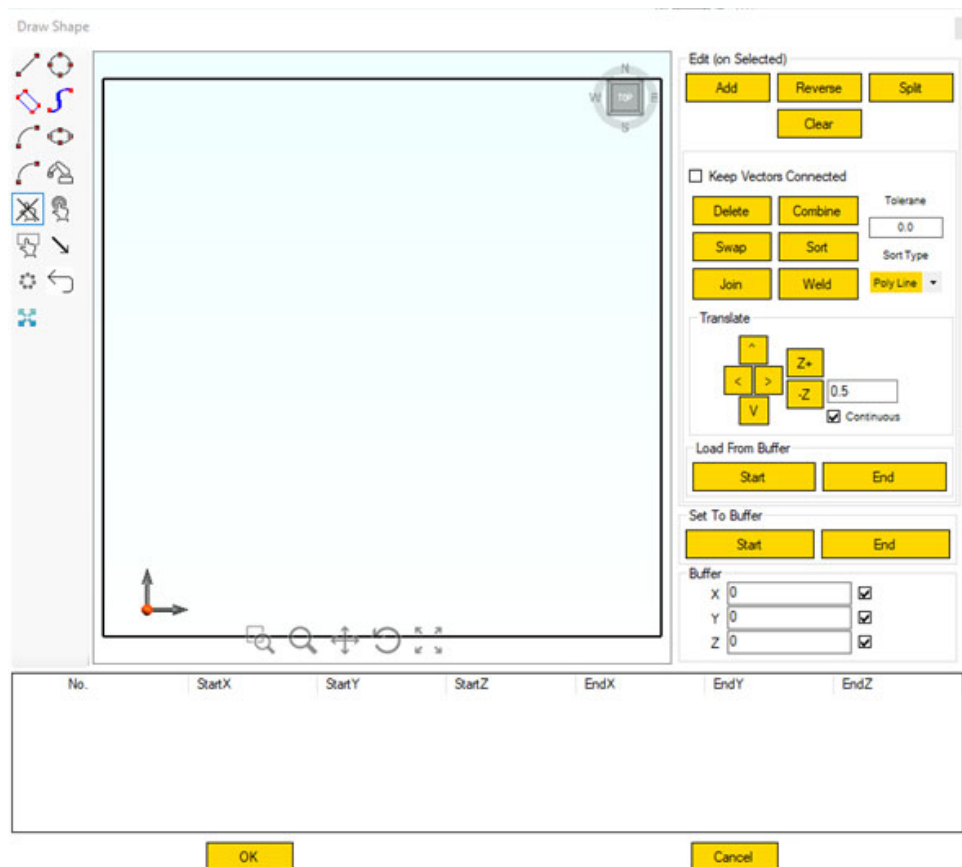 Draw Shape
Edit (on Selected)
Add Reverse Split
Clear
N
W TOP E
S
Keep Vectors Connected
Delete Combine Tolerane
0.0
Swap Sort Sort Type
Join Weld Poly Line
Translate
^
Z+
< >
-Z 0.5
V Continuous
Load From Buffer
Start End
Set To Buffer
Start End
Buffer
X 0
Y 0
Z 0
No. StartX StartY StartZ EndX EndY EndZ
OK Cancel